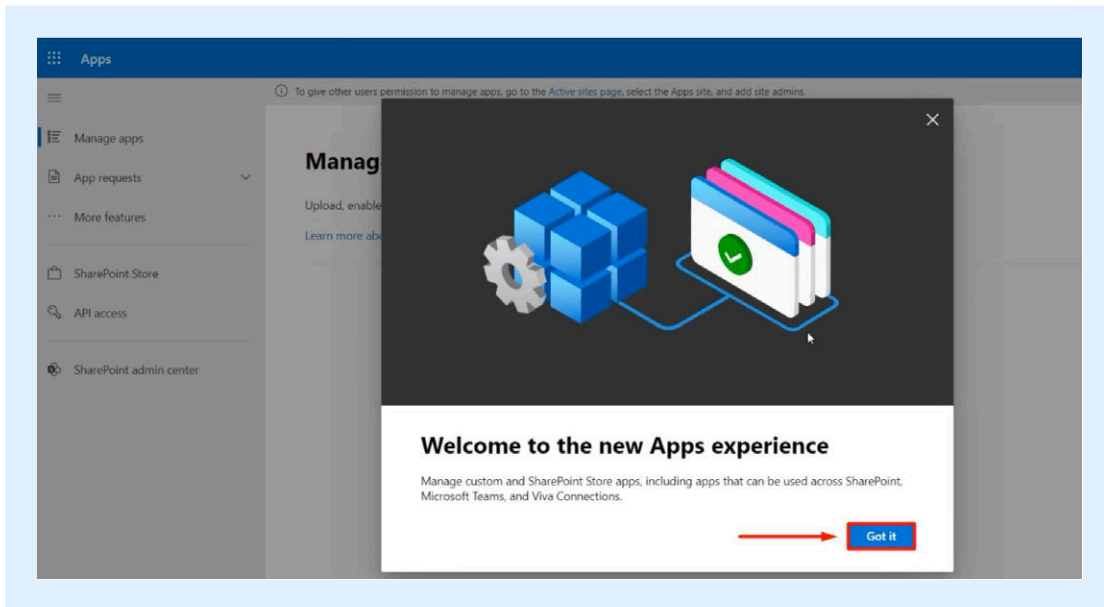 Apps
To give other users permission to manage apps, go to the Active sites page, select the Apps site, and add site admins.
Manage apps
App requests
More features
SharePoint Store
API access
SharePoint admin center
Manag
Upload, enable
Learn more abo
Welcome to the new Apps experience
Manage custom and SharePoint Store apps, including apps that can be used across SharePoint,
Microsoft Teams, and Viva Connections.
Got it